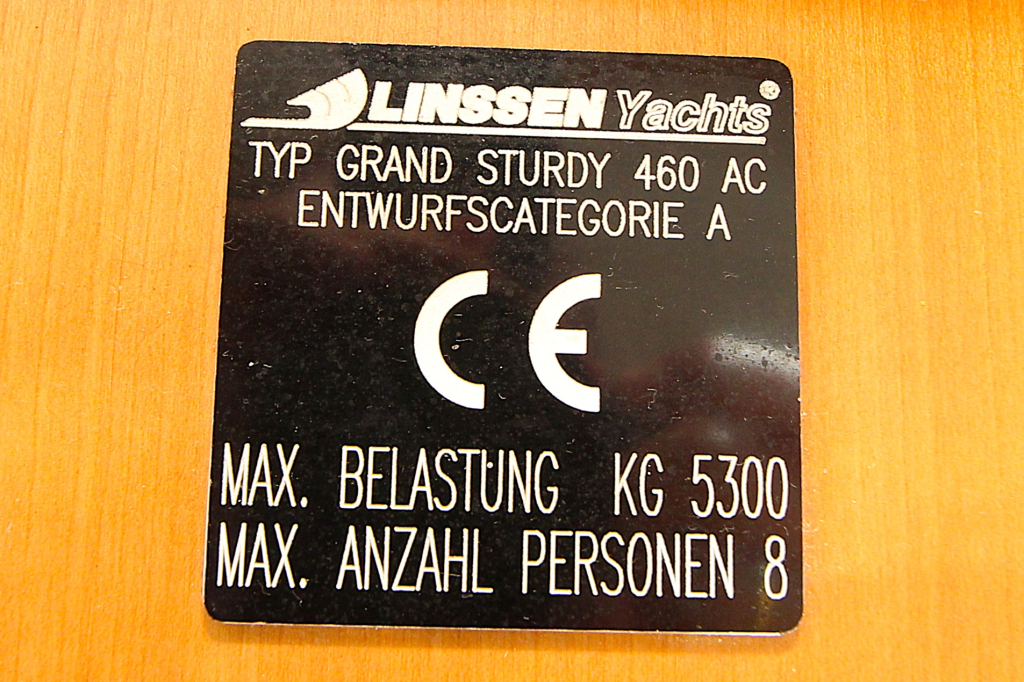 LINSSEN Yachts®
TYP GRAND STURDY 460 AC
ENTWURFSCATEGORIE A
CE
MAX. BELASTUNG KG 5300
MAX. ANZAHL PERSONEN 8